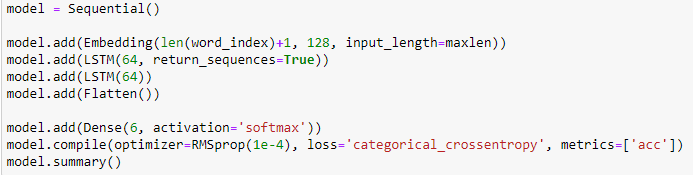 model = Sequential()
model.add(Embedding(len(word_index)+1, 128, input_length=maxlen))
model.add(LSTM(64, return_sequences=True))
model.add(LSTM(64))
model.add(Flatten())
model.add(Dense(6, activation='softmax'))
model.compile(optimizer=RMSprop(1e-4), loss='categorical_crossentropy', metrics=['acc'])
model.summary()